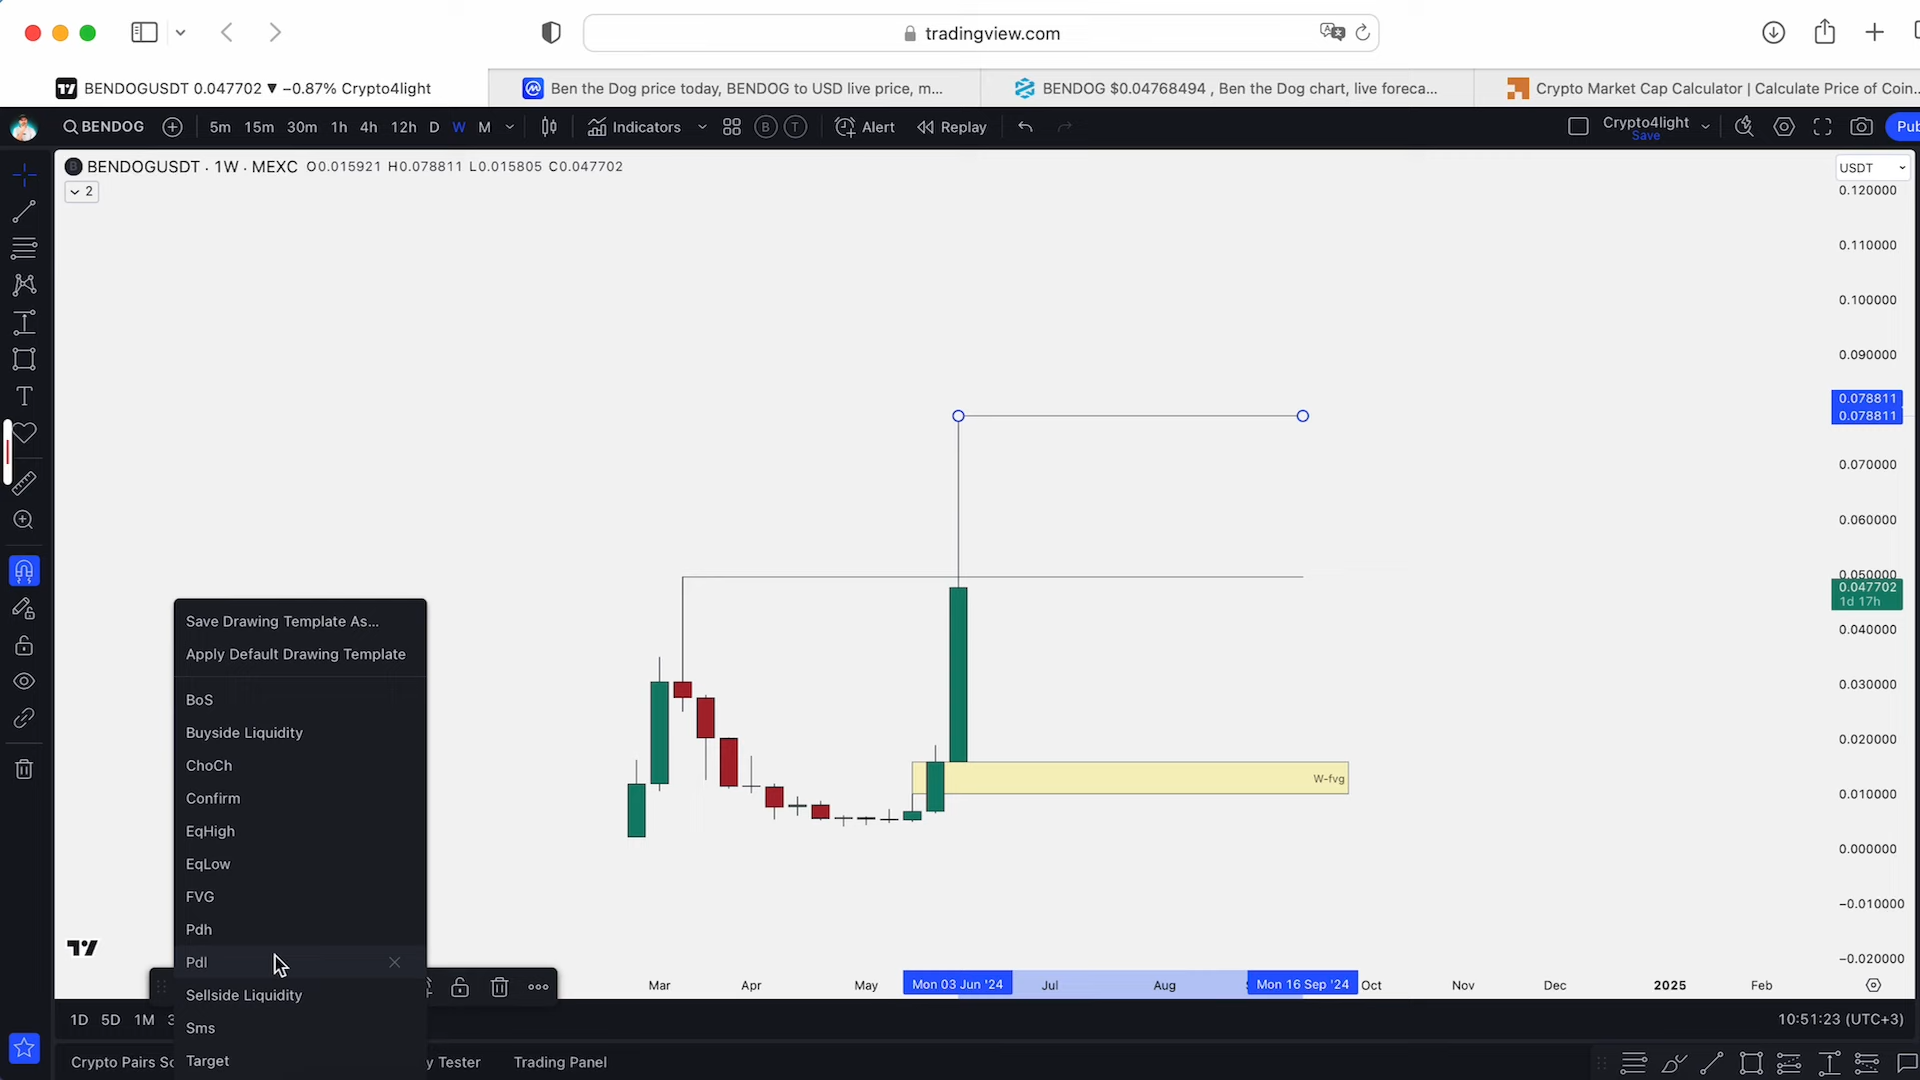 tradingview.com
BENDOGUSDT 0.047702 ▼ −0.87% Crypto4light
Ben the Dog price today, BENDOG to USD live price, m...
BENDOG $0.04768494 , Ben the Dog chart, live foreca...
Crypto Market Cap Calculator | Calculate Price of Coin...
BENDOG
5m 15m 30m 1h 4h 12h D W M
Indicators
B T
Alert
Replay
Crypto4light
Save
Pub
BENDOGUSDT · 1W · MEXC O0.015921 H0.078811 L0.015805 C0.047702
2
USDT
0.120000
0.110000
0.100000
0.090000
0.078811
0.078811
0.070000
0.060000
0.050000
0.047702
1d 17h
0.040000
0.030000
0.020000
0.010000
0.000000
−0.010000
−0.020000
W-fvg
Save Drawing Template As...
Apply Default Drawing Template
BoS
Buyside Liquidity
ChoCh
Confirm
EqHigh
EqLow
FVG
Pdh
Pdl
Sellside Liquidity
Sms
Target
Mar Apr May Mon 03 Jun '24 Jul Aug Mon 16 Sep '24 Oct Nov Dec 2025 Feb
1D 5D 1M 3
10:51:23 (UTC+3)
Crypto Pairs Sc
y Tester
Trading Panel